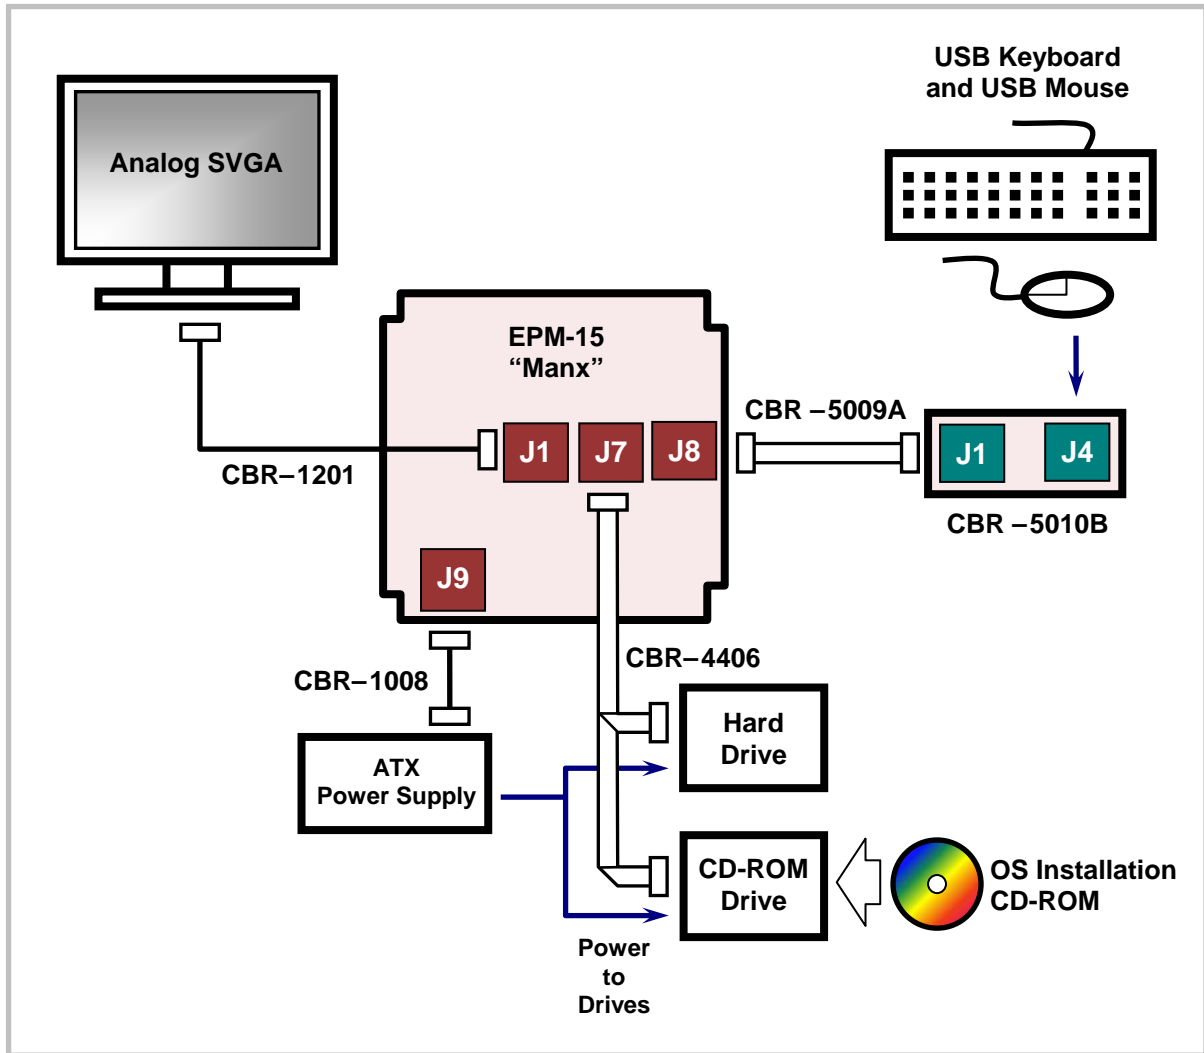 USB Keyboard
and USB Mouse
Analog SVGA
EPM-15
“Manx”
CBR –5009A
J1
J7
J8
J1
J4
CBR–1201
CBR –5010B
J9
CBR–4406
CBR–1008
Hard
Drive
ATX
Power Supply
CD-ROM
Drive
OS Installation
CD-ROM
Power
to
Drives